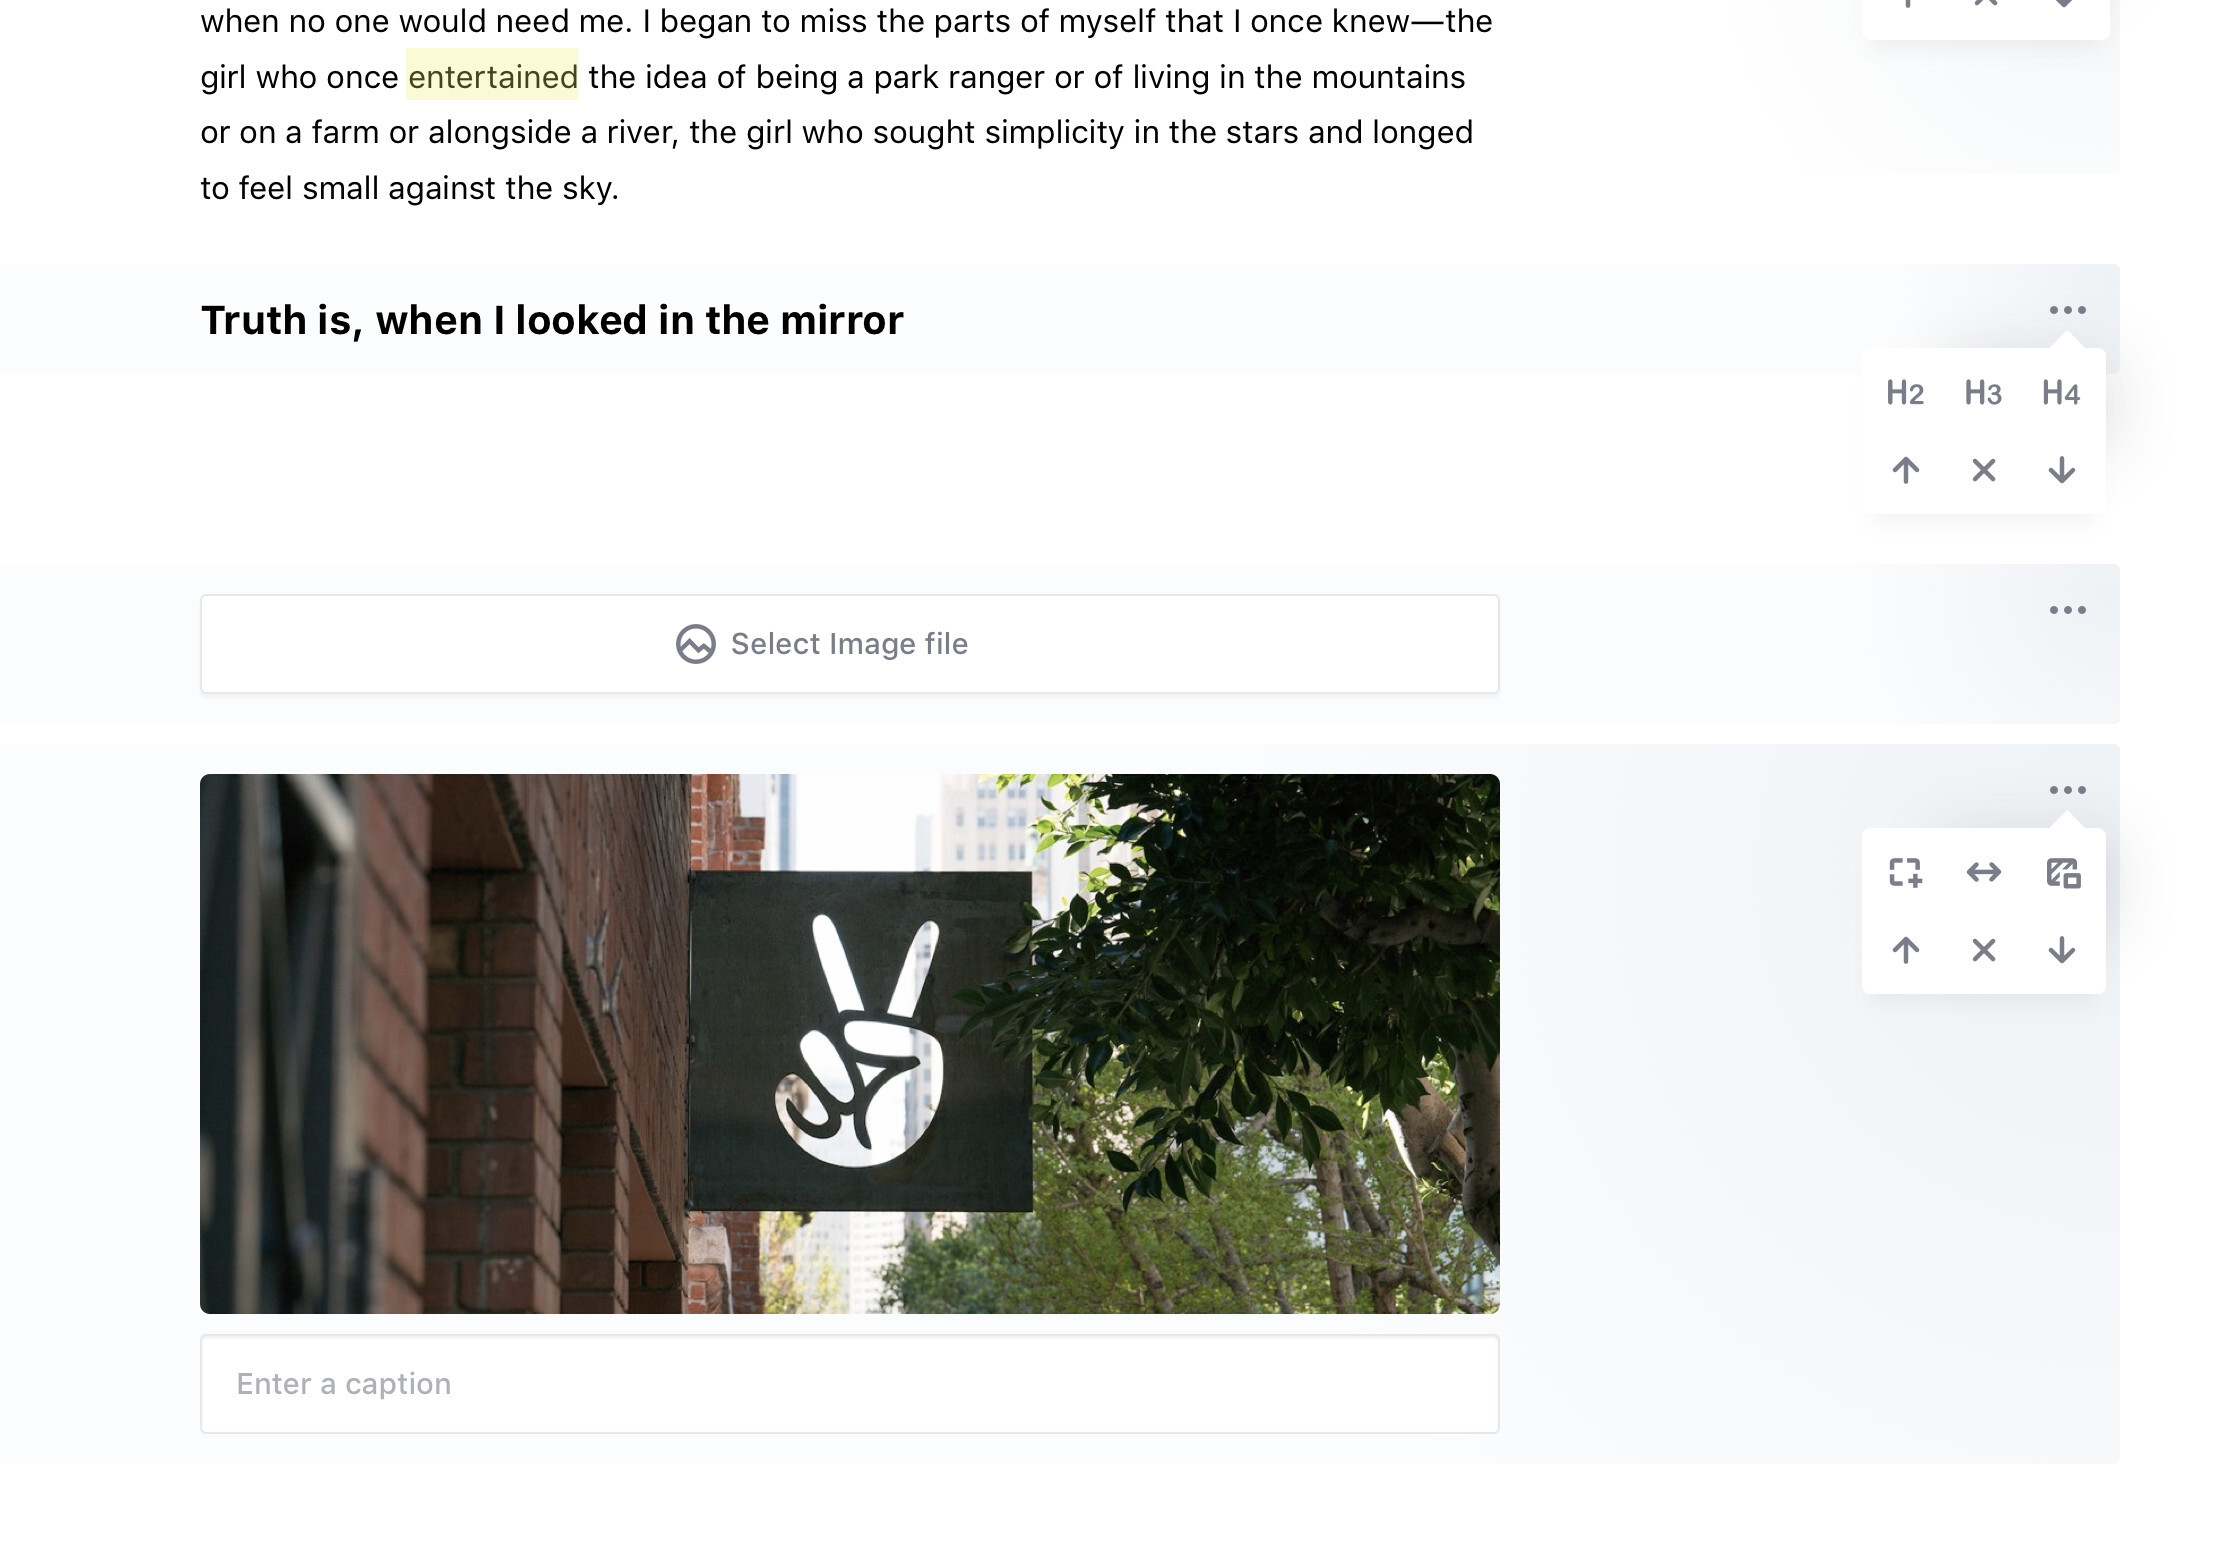 when no one would need me. I began to miss the parts of myself that I once knew—the
girl who once entertained the idea of being a park ranger or of living in the mountains
or on a farm or alongside a river, the girl who sought simplicity in the stars and longed
to feel small against the sky.
Truth is, when I looked in the mirror
H2 H3 H4
Select Image file
Enter a caption